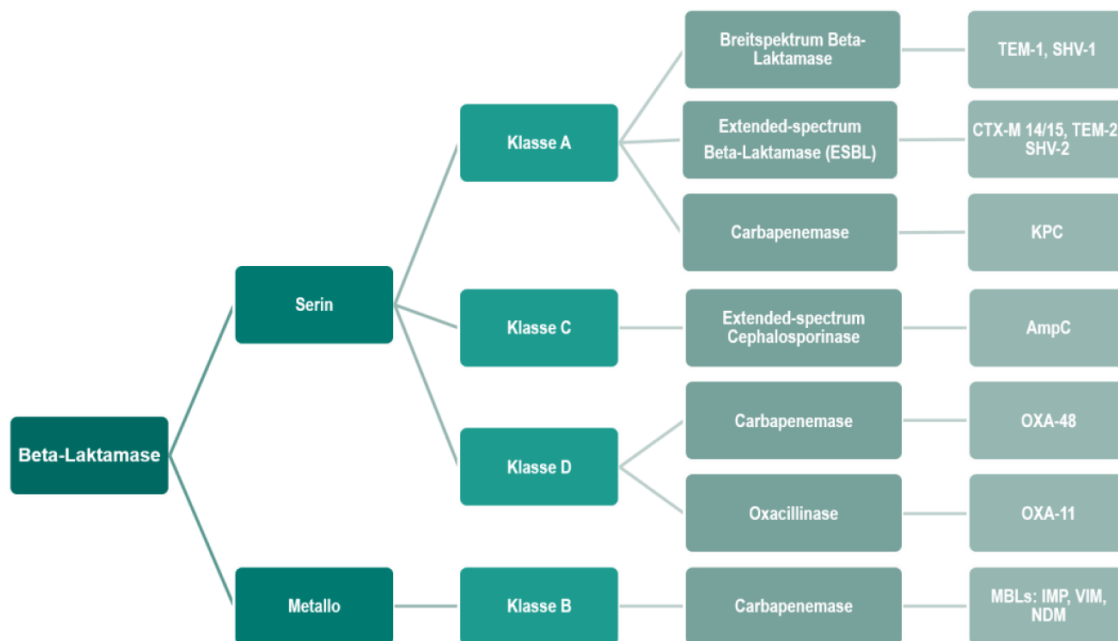 Beta-Laktamase
Serin
Metallo
Klasse A
Klasse C
Klasse D
Klasse B
Breitspektrum Beta-
Laktamase
Extended-spectrum
Beta-Laktamase (ESBL)
Carbapenemase
Extended-spectrum
Cephalosporinase
Carbapenemase
Oxacillinase
Carbapenemase
TEM-1, SHV-1
CTX-M 14/15, TEM-2
SHV-2
KPC
AmpC
OXA-48
OXA-11
MBLs: IMP, VIM,
NDM